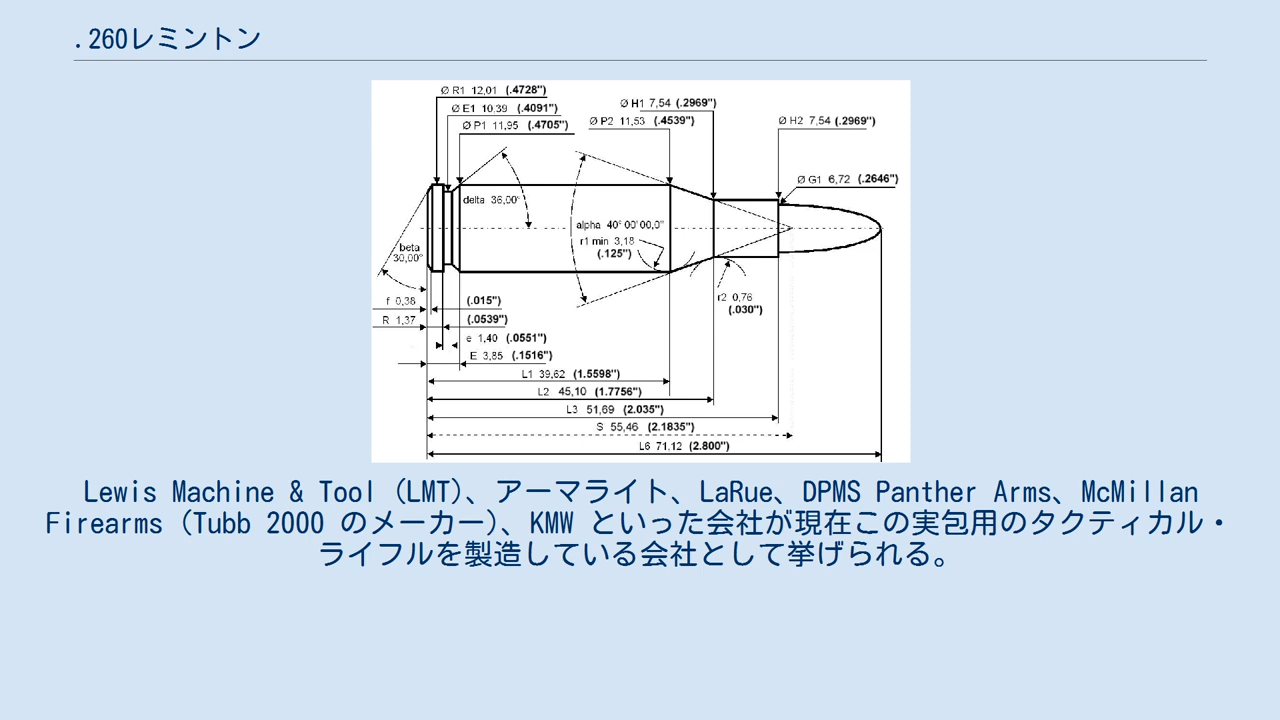 .260レミントン
Ø R1 12,01 (.4728")
Ø E1 10,39 (.4091")
Ø P1 11,95 (.4705")
Ø H1 7,54 (.2969")
Ø P2 11,53 (.4539")
Ø H2 7,54 (.2969")
Ø G1 6,72 (.2646")
delta 36,00°
alpha 40°00'00,0"
r1 min 3,18
(.125")
beta
30,00°
r2 0,76
(.030")
f 0,38 (.015")
R 1,37 (.0539")
e 1,40 (.0551")
E 3,85 (.1516")
L1 39,62 (1.5598")
L2 45,10 (1.7756")
L3 51,69 (2.035")
S 55,46 (2.1835")
L6 71,12 (2.800")
Lewis Machine & Tool (LMT)、アーマライト、LaRue、DPMS Panther Arms、McMillan
Firearms (Tubb 2000 のメーカー)、KMW といった会社が現在この実包用のタクティカル・
ライフルを製造している会社として挙げられる。